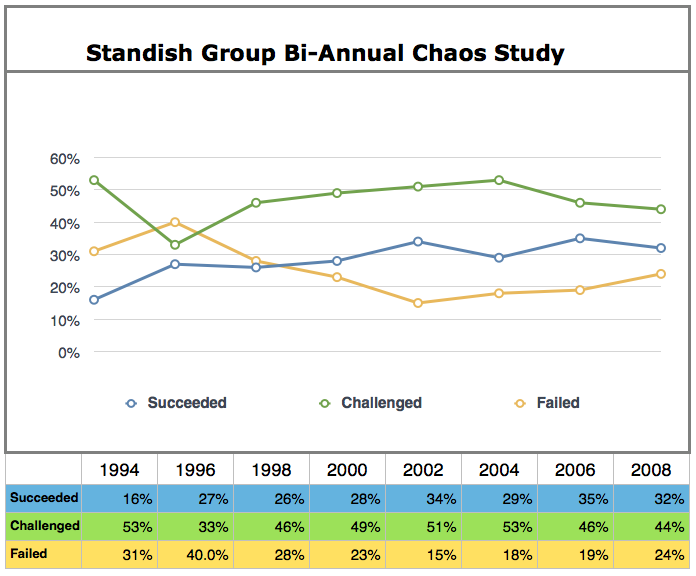 Standish Group Bi-Annual Chaos Study
60%
50%
40%
30%
20%
10%
0%
Succeeded Challenged Failed
1994 1996 1998 2000 2002 2004 2006 2008
Succeeded 16% 27% 26% 28% 34% 29% 35% 32%
Challenged 53% 33% 46% 49% 51% 53% 46% 44%
Failed 31% 40.0% 28% 23% 15% 18% 19% 24%